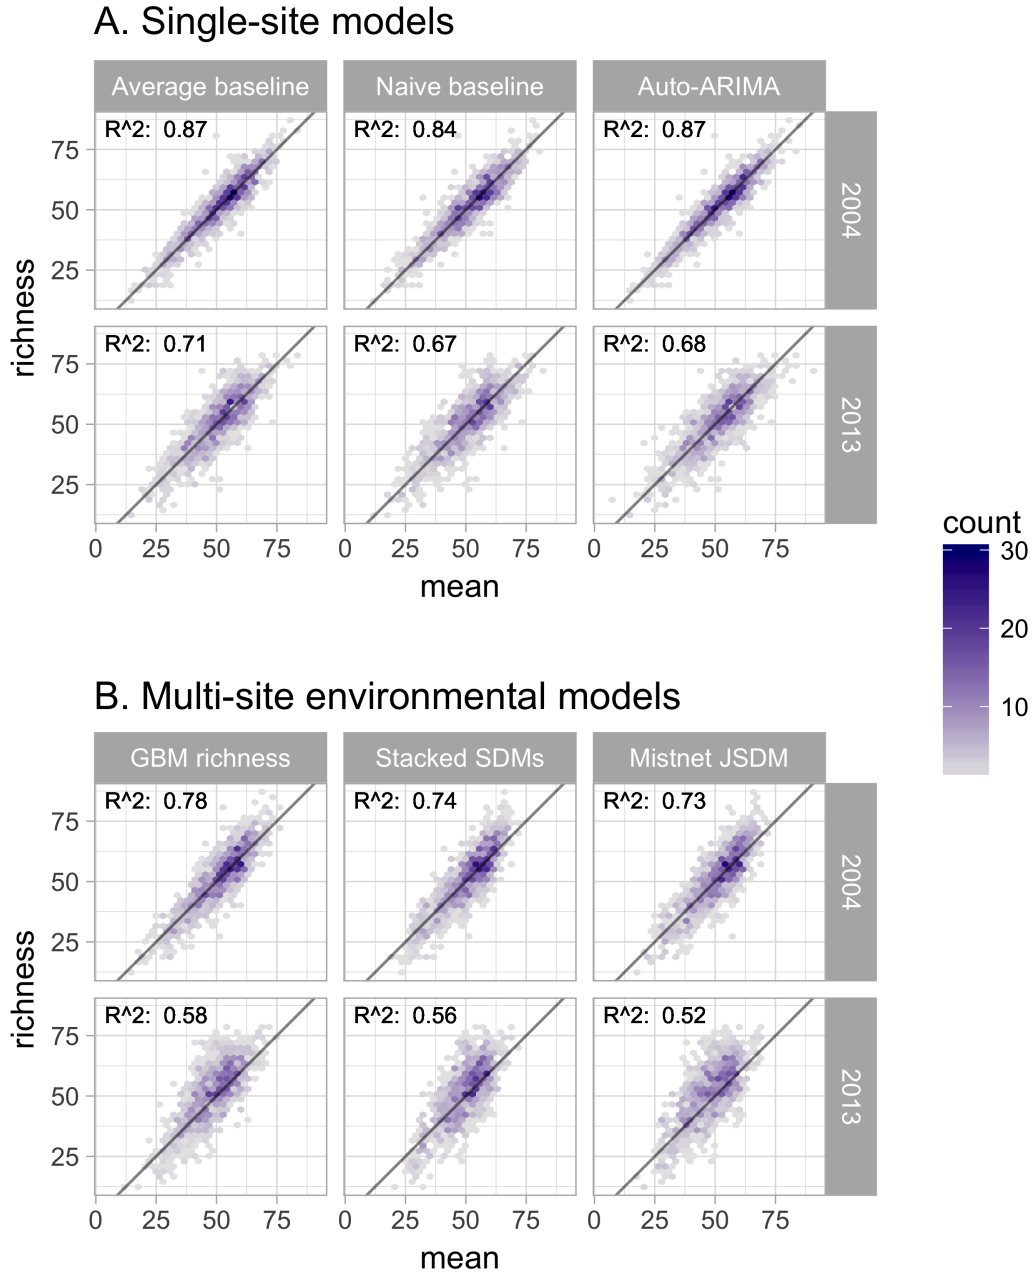 A. Single-site models
Average baseline Naive baseline Auto-ARIMA
R^2: 0.87 R^2: 0.84 R^2: 0.87
75
50
25
2004
richness
R^2: 0.71 R^2: 0.67 R^2: 0.68
75
50
25
2013
0 25 50 75 0 25 50 75 0 25 50 75
mean
count
30
20
10
B. Multi-site environmental models
GBM richness Stacked SDMs Mistnet JSDM
R^2: 0.78 R^2: 0.74 R^2: 0.73
75
50
25
2004
richness
R^2: 0.58 R^2: 0.56 R^2: 0.52
75
50
25
2013
0 25 50 75 0 25 50 75 0 25 50 75
mean